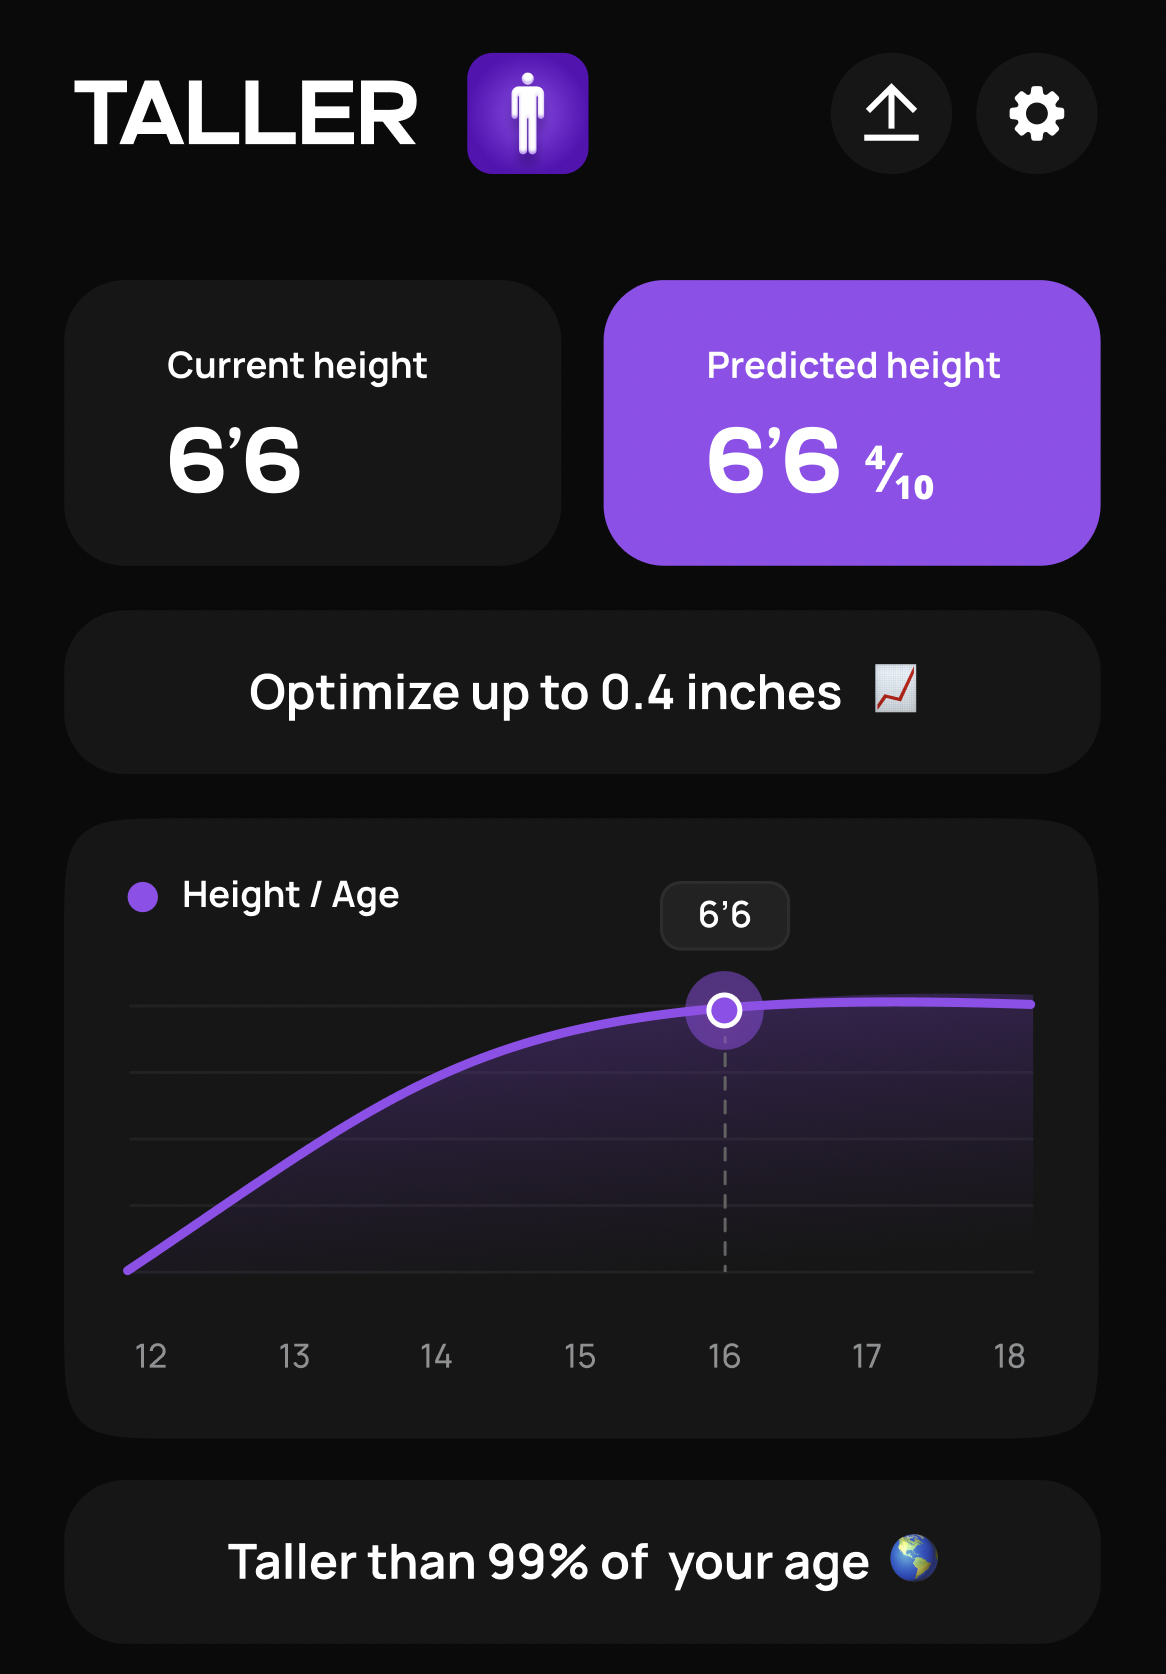 TALLER
Current height
6’6
Predicted height
6’6 4/10
Optimize up to 0.4 inches
Height / Age
6’6
12 13 14 15 16 17 18
Taller than 99% of your age